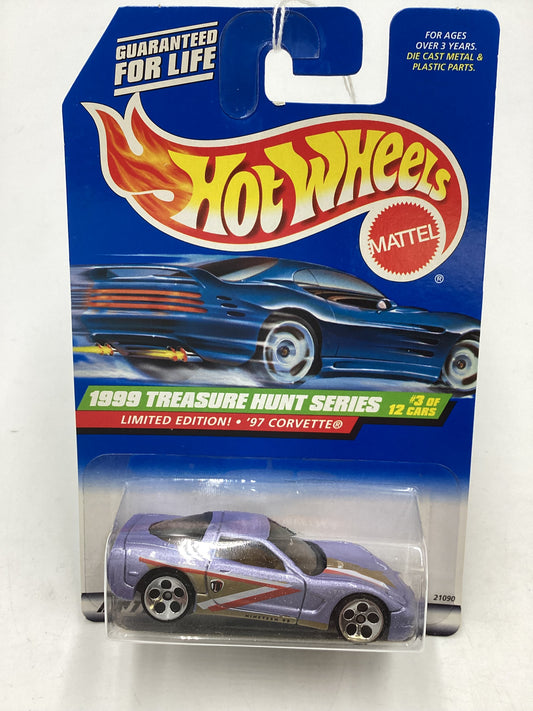 GUARANTEED
FOR LIFE
FOR AGES
OVER 3 YEARS.
DIE CAST METAL &
PLASTIC PARTS.
HOT WHEELS
MATTEL
®
1999 TREASURE HUNT SERIES
#3 OF
12 CARS
LIMITED EDITION! • '97 CORVETTE®
21090